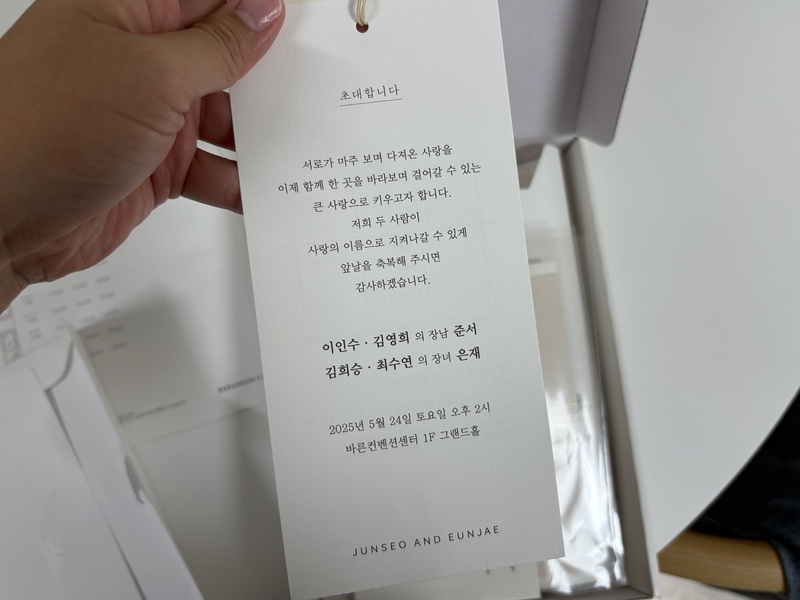 초대합니다
서로가 마주 보며 다져온 사랑을
이제 함께 한 곳을 바라보며 걸어갈 수 있는
큰 사랑으로 키우고자 합니다.
저희 두 사람이
사랑의 이름으로 지켜나갈 수 있게
앞날을 축복해 주시면
감사하겠습니다.
이인수 · 김영희 의 장남 준서
김희승 · 최수연 의 장녀 은재
2025년 5월 24일 토요일 오후 2시
바른컨벤션센터 1F 그랜드홀
JUNSEO AND EUNJAE